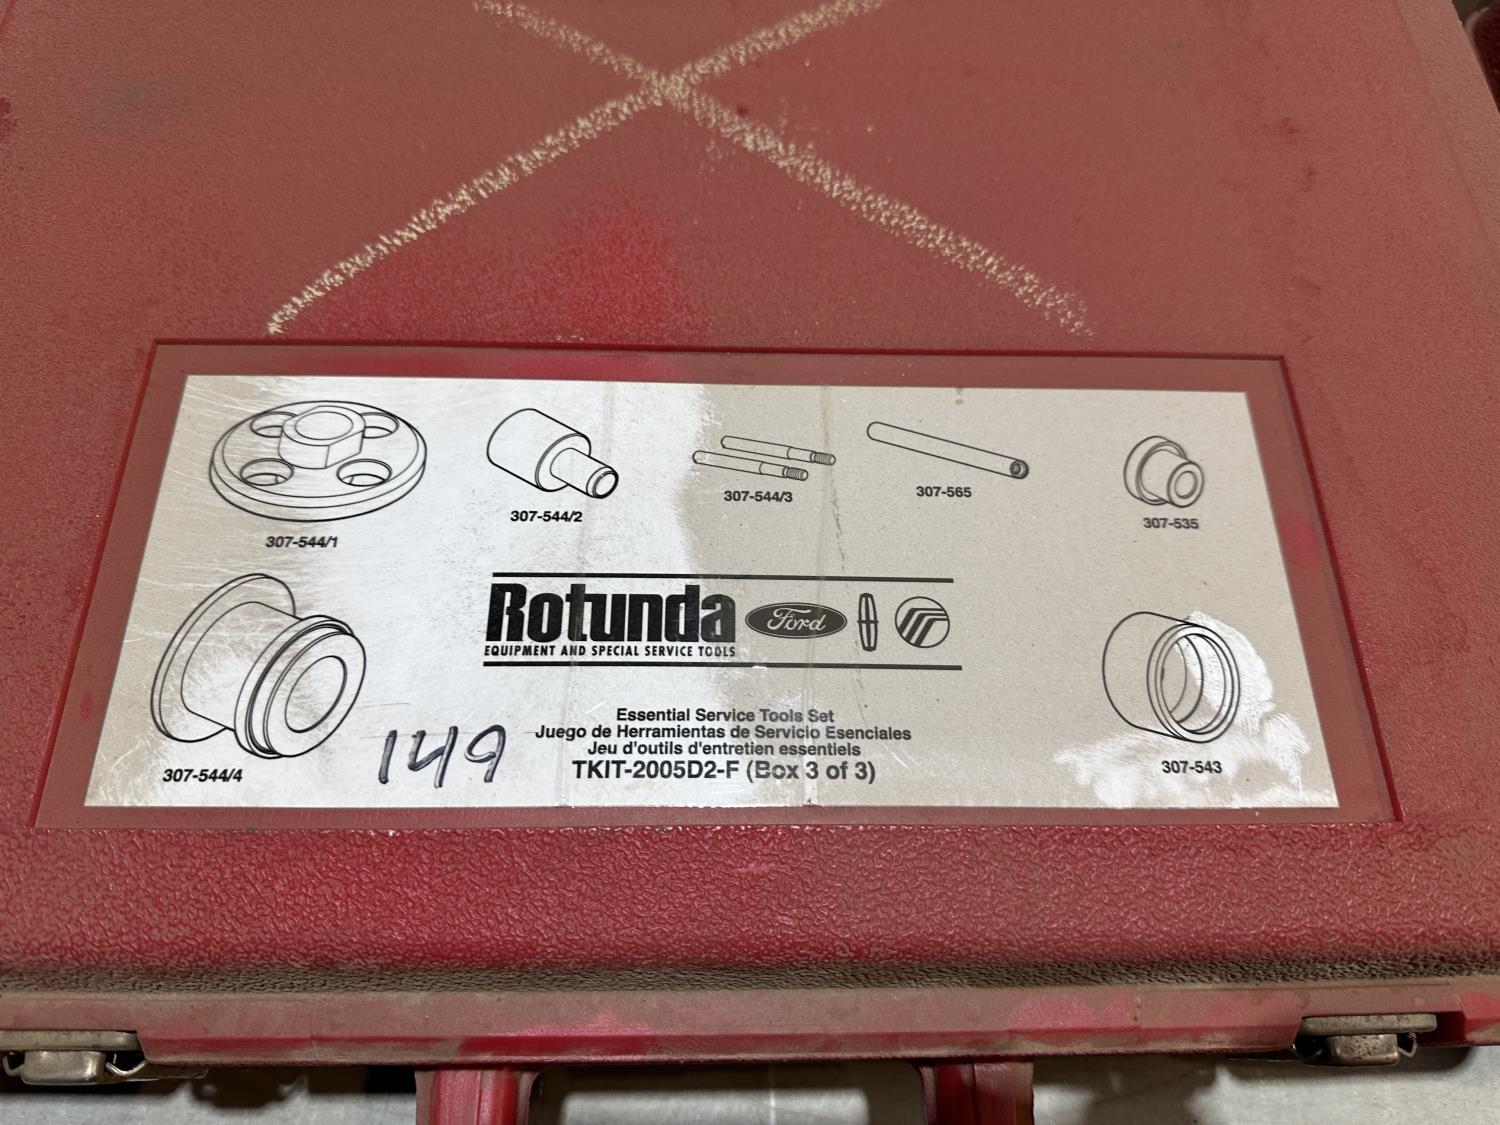 307-544/1
307-544/2
307-544/3
307-565
307-535
307-544/4
Rotunda
EQUIPMENT AND SPECIAL SERVICE TOOLS
Ford
149
Essential Service Tools Set
Juego de Herramientas de Servicio Esenciales
Jeu d'outils d'entretien essentiels
TKIT-2005D2-F (Box 3 of 3)
307-543